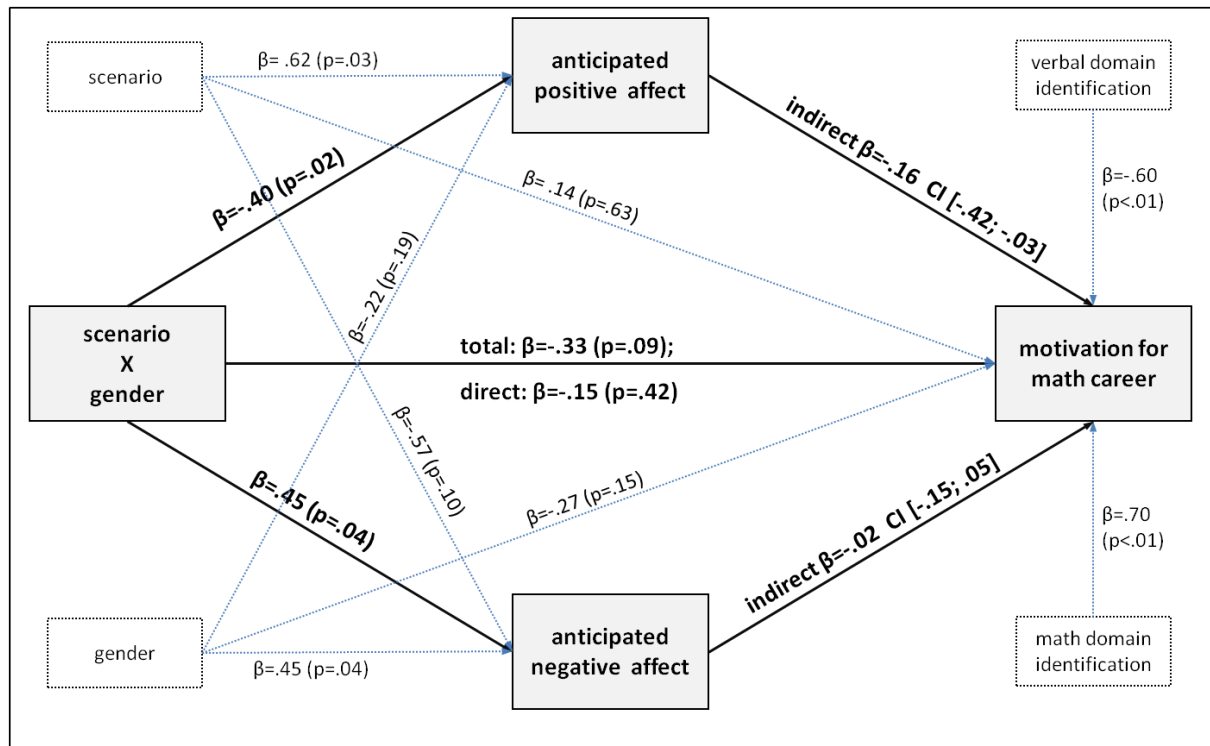 scenario
β= .62 (p=.03)
anticipated
positive affect
verbal domain
identification
indirect β=-.16 CI [-.42; -.03]
β=-.60
(p<.01)
β=-.40 (p=.02)
β= .14 (p=.63)
β=-.22 (p=.19)
scenario
X
gender
total: β=-.33 (p=.09);
direct: β=-.15 (p=.42)
motivation for
math career
β=-.57 (p=.10)
β=.45 (p=.04)
β=-.27 (p=.15)
indirect β=-.02 CI [-.15; .05]
β=.70
(p<.01)
gender
β=.45 (p=.04)
anticipated
negative affect
math domain
identification